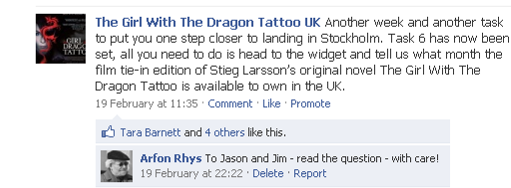 The Girl With The Dragon Tattoo UK Another week and another task
to put you one step closer to landing in Stockholm. Task 6 has now been
set, all you need to do is head to the widget and tell us what month the
film tie-in edition of Stieg Larsson's original novel The Girl With The
Dragon Tattoo is available to own in the UK.
19 February at 11:35 · Comment · Like · Promote
Tara Barnett and 4 others like this.
Arfon Rhys To Jason and Jim - read the question - with care!
19 February at 22:22 · Delete · Report